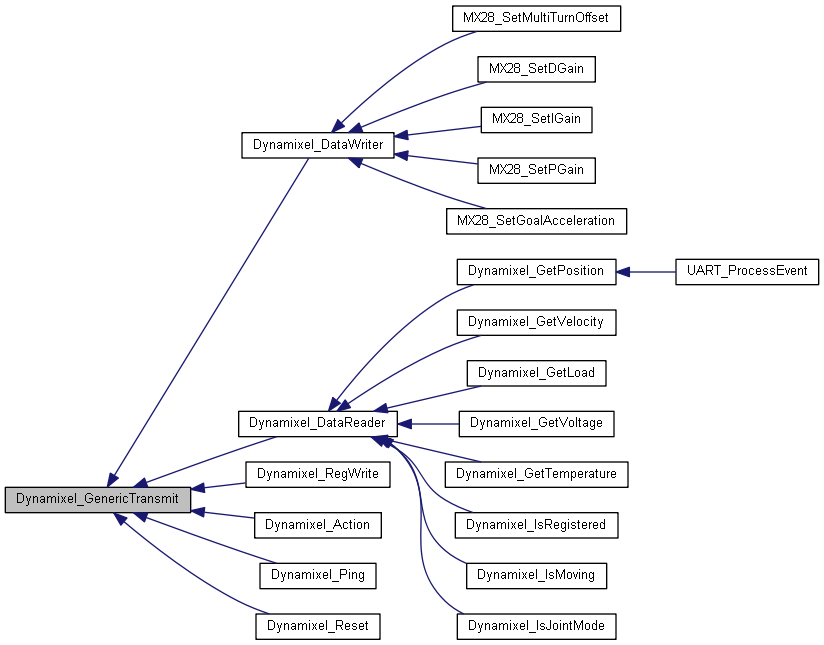 MX28_SetMultiTurnOffset
MX28_SetDGain
MX28_SetIGain
Dynamixel_DataWriter
MX28_SetPGain
MX28_SetGoalAcceleration
Dynamixel_GetPosition
UART_ProcessEvent
Dynamixel_GetVelocity
Dynamixel_GetLoad
Dynamixel_DataReader
Dynamixel_GetVoltage
Dynamixel_RegWrite
Dynamixel_GetTemperature
Dynamixel_GenericTransmit
Dynamixel_Action
Dynamixel_IsRegistered
Dynamixel_Ping
Dynamixel_IsMoving
Dynamixel_Reset
Dynamixel_IsJointMode